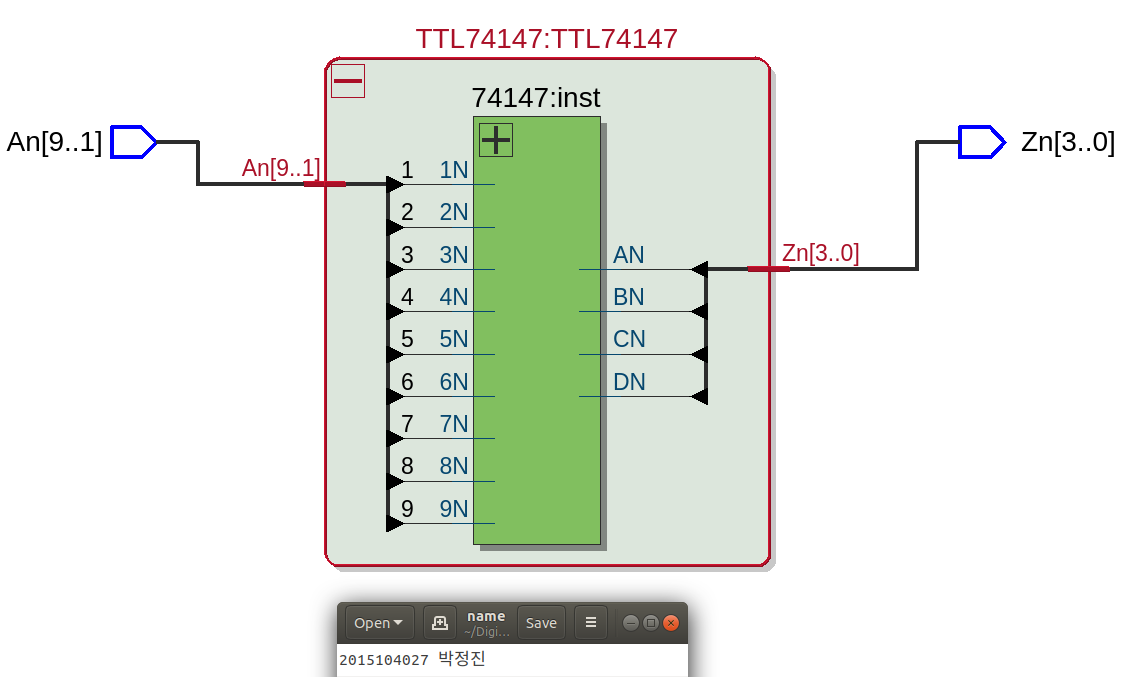 TTL74147:TTL74147
74147:inst
An[9..1]
An[9..1]
1 1N
2 2N
3 3N
4 4N
5 5N
6 6N
7 7N
8 8N
9 9N
AN
BN
CN
DN
Zn[3..0]
Zn[3..0]
Open
name
~/Digi...
Save
2015104027 박정진